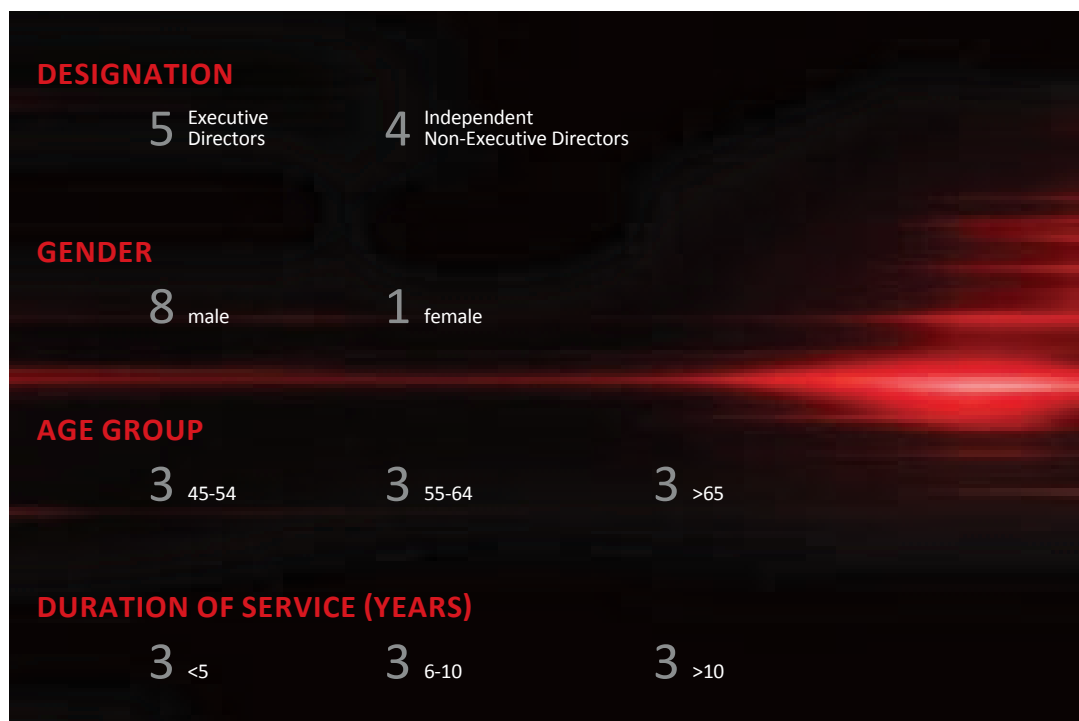 DESIGNATION
5 Executive Directors
4 Independent Non-Executive Directors
GENDER
8 male
1 female
AGE GROUP
3 45-54
3 55-64
3 >65
DURATION OF SERVICE (YEARS)
3 <5
3 6-10
3 >10